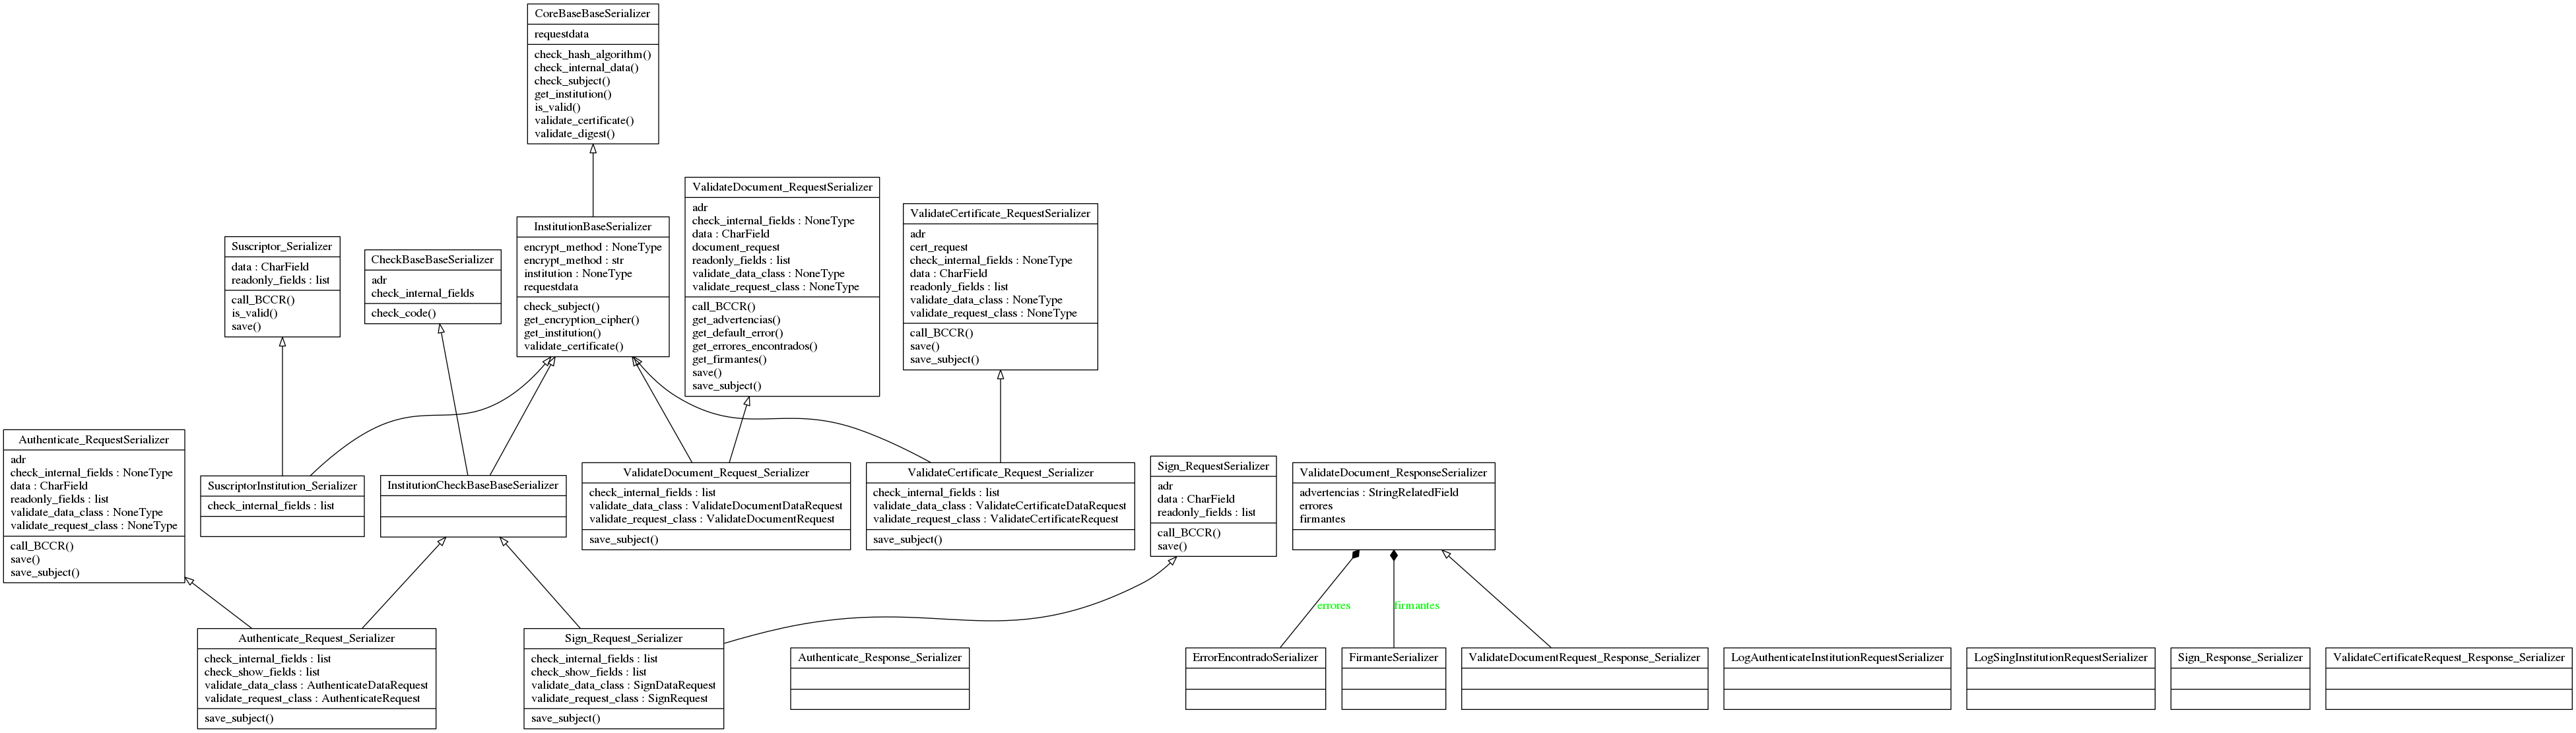 CoreBaseBaseSerializer
requestdata
check_hash_algorithm()
check_internal_data()
check_subject()
get_institution()
is_valid()
validate_certificate()
validate_digest()
ValidateDocument_RequestSerializer
adr
check_internal_fields : NoneType
data : CharField
document_request
readonly_fields : list
validate_data_class : NoneType
validate_request_class : NoneType
call_BCCR()
get_advertencias()
get_default_error()
get_errores_encontrados()
get_firmantes()
save()
save_subject()
ValidateCertificate_RequestSerializer
adr
cert_request
check_internal_fields : NoneType
data : CharField
readonly_fields : list
validate_data_class : NoneType
validate_request_class : NoneType
call_BCCR()
save()
save_subject()
InstitutionBaseSerializer
encrypt_method : NoneType
encrypt_method : str
institution : NoneType
requestdata
check_subject()
get_encryption_cipher()
get_institution()
validate_certificate()
Suscriptor_Serializer
data : CharField
readonly_fields : list
call_BCCR()
is_valid()
save()
CheckBaseBaseSerializer
adr
check_internal_fields
check_code()
Authenticate_RequestSerializer
adr
check_internal_fields : NoneType
data : CharField
readonly_fields : list
validate_data_class : NoneType
validate_request_class : NoneType
call_BCCR()
save()
save_subject()
SuscriptorInstitution_Serializer
check_internal_fields : list
InstitutionCheckBaseBaseSerializer
ValidateDocument_Request_Serializer
check_internal_fields : list
validate_data_class : ValidateDocumentDataRequest
validate_request_class : ValidateDocumentRequest
save_subject()
ValidateCertificate_Request_Serializer
check_internal_fields : list
validate_data_class : ValidateCertificateDataRequest
validate_request_class : ValidateCertificateRequest
save_subject()
Sign_RequestSerializer
adr
data : CharField
readonly_fields : list
call_BCCR()
save()
ValidateDocument_ResponseSerializer
advertencias : StringRelatedField
errores
firmantes
errores
firmantes
Authenticate_Request_Serializer
check_internal_fields : list
check_show_fields : list
validate_data_class : AuthenticateDataRequest
validate_request_class : AuthenticateRequest
save_subject()
Sign_Request_Serializer
check_internal_fields : list
check_show_fields : list
validate_data_class : SignDataRequest
validate_request_class : SignRequest
save_subject()
Authenticate_Response_Serializer
ErrorEncontradoSerializer
FirmanteSerializer
ValidateDocumentRequest_Response_Serializer
LogAuthenticateInstitutionRequestSerializer
LogSingInstitutionRequestSerializer
Sign_Response_Serializer
ValidateCertificateRequest_Response_Serializer